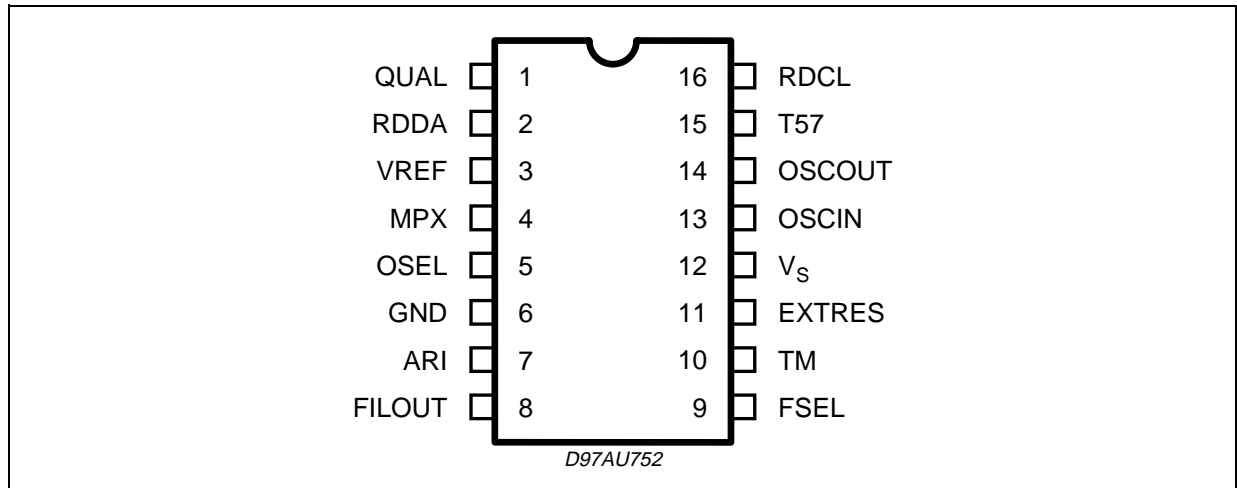 QUAL 1 16 RDCL
RDDA 2 15 T57
VREF 3 14 OSCOUT
MPX 4 13 OSCIN
OSEL 5 12 VS
GND 6 11 EXTRES
ARI 7 10 TM
FILOUT 8 9 FSEL
D97AU752